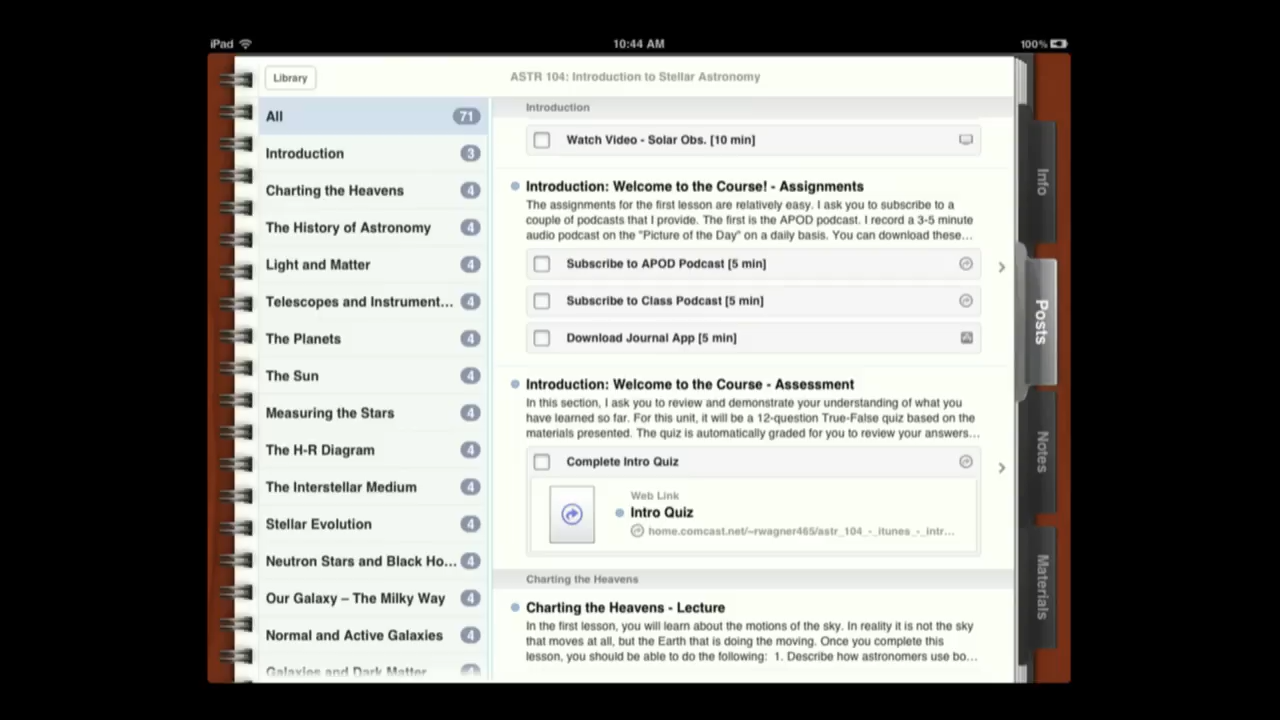 iPad
10:44 AM
100%
Library
ASTR 104: Introduction to Stellar Astronomy
All 71
Introduction 3
Charting the Heavens 4
The History of Astronomy 4
Light and Matter 4
Telescopes and Instrument... 4
The Planets 4
The Sun 4
Measuring the Stars 4
The H-R Diagram 4
The Interstellar Medium 4
Stellar Evolution 4
Neutron Stars and Black Ho... 4
Our Galaxy – The Milky Way 4
Normal and Active Galaxies 4
Galaxies and Dark Matter 4
Introduction
Watch Video - Solar Obs. [10 min]
Introduction: Welcome to the Course! - Assignments
The assignments for the first lesson are relatively easy. I ask you to subscribe to a
couple of podcasts that I provide. The first is the APOD podcast. I record a 3-5 minute
audio podcast on the "Picture of the Day" on a daily basis. You can download these...
Subscribe to APOD Podcast [5 min]
Subscribe to Class Podcast [5 min]
Download Journal App [5 min]
Introduction: Welcome to the Course - Assessment
In this section, I ask you to review and demonstrate your understanding of what you
have learned so far. For this unit, it will be a 12-question True-False quiz based on the
materials presented. The quiz is automatically graded for you to review your answers...
Complete Intro Quiz
Web Link
Intro Quiz
home.comcast.net/~rwagner465/astr_104_-_itunes_-_intr...
Charting the Heavens
Charting the Heavens - Lecture
In the first lesson, you will learn about the motions of the sky. In reality it is not the sky
that moves at all, but the Earth that is doing the moving. Once you complete this
lesson, you should be able to do the following: 1. Describe how astronomers use bo...
Info
Posts
Notes
Materials